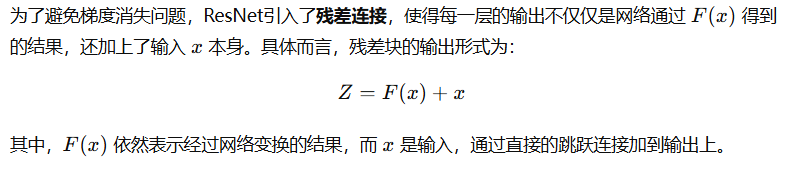 为了避免梯度消失问题，ResNet引入了残差连接，使得每一层的输出不仅仅是网络通过 F(x) 得到
的结果，还加上了输入 x 本身。具体而言，残差块的输出形式为：
Z = F(x) + x
其中，F(x) 依然表示经过网络变换的结果，而 x 是输入，通过直接的跳跃连接加到输出上。